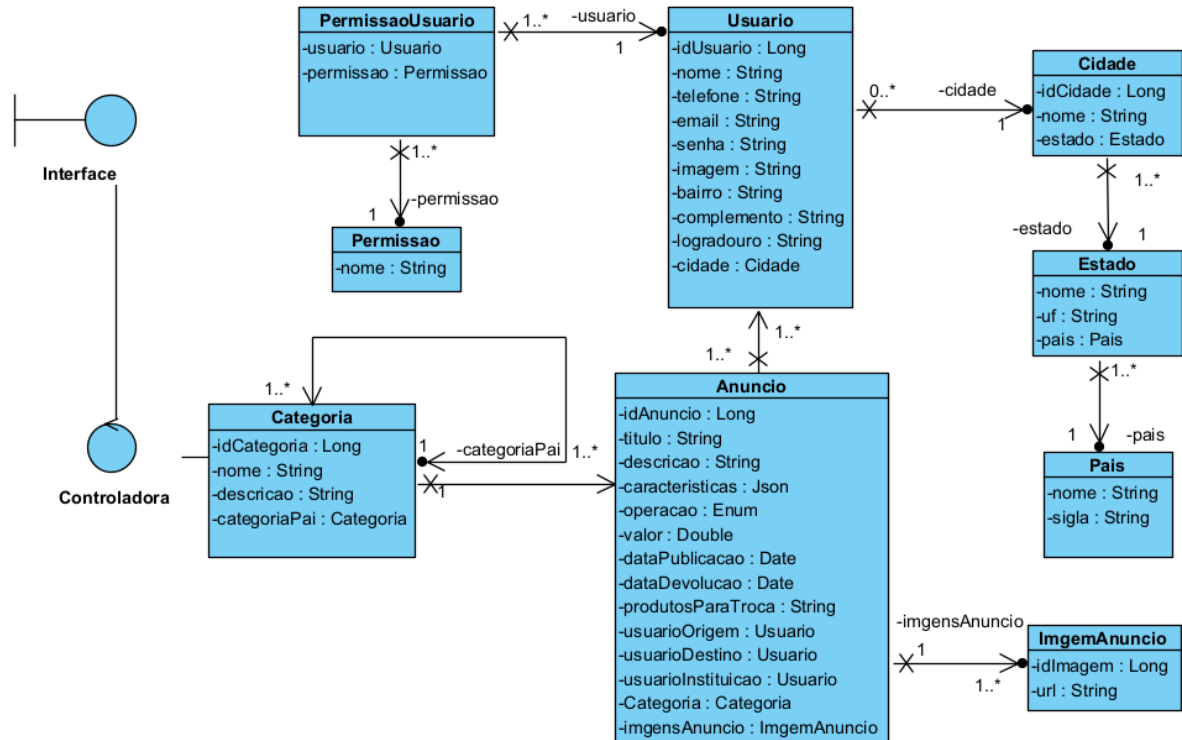 PermissaoUsuario
-usuario : Usuario
-permissao : Permissao
1..*
-usuario
1
Usuario
-idUsuario : Long
-nome : String
-telefone : String
-email : String
-senha : String
-imagem : String
-bairro : String
-complemento : String
-logradouro : String
-cidade : Cidade
0..*
-cidade
1
Cidade
-idCidade : Long
-nome : String
-estado : Estado
1..*
-estado
1
Estado
-nome : String
-uf : String
-pais : Pais
1..*
1
-pais
Pais
-nome : String
-sigla : String
Interface
Controladora
1..*
-permissao
1
Permissao
-nome : String
1..*
Categoria
-idCategoria : Long
-nome : String
-descricao : String
-categoriaPai : Categoria
1
-categoriaPai
1..*
1
1..*
1..*
Anuncio
-idAnuncio : Long
-titulo : String
-descricao : String
-caracteristicas : Json
-operacao : Enum
-valor : Double
-dataPublicacao : Date
-dataDevolucao : Date
-produtosParaTroca : String
-usuarioOrigem : Usuario
-usuarioDestino : Usuario
-usuarioInstituicao : Usuario
-Categoria : Categoria
-imgensAnuncio : ImgemAnuncio
-imgensAnuncio
1
1..*
ImgemAnuncio
-idImagem : Long
-url : String